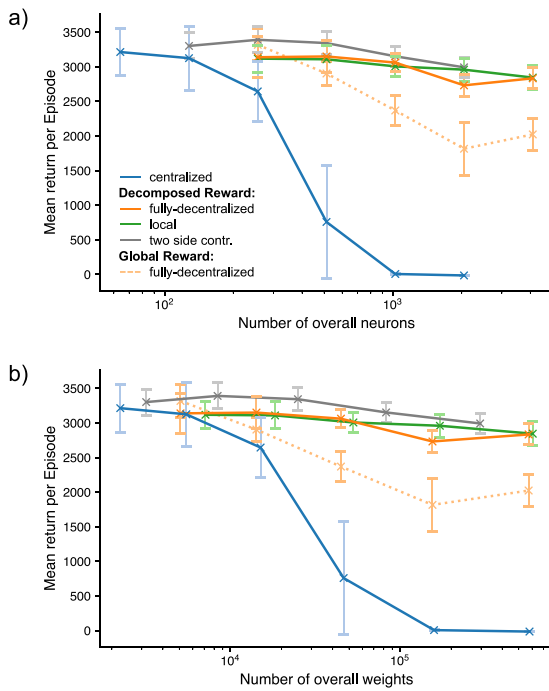 a)
Mean return per Episode
3500
3000
2500
2000
1500
1000
500
0
centralized
Decomposed Reward:
fully-decentralized
local
two side contr.
Global Reward:
fully-decentralized
10²
10³
Number of overall neurons
b)
Mean return per Episode
3500
3000
2500
2000
1500
1000
500
0
10⁴
10⁵
Number of overall weights